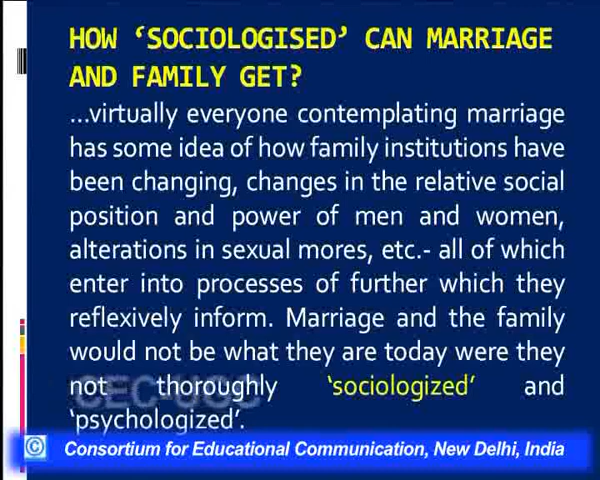 HOW ‘SOCIOLOGISED’ CAN MARRIAGE
AND FAMILY GET?
...virtually everyone contemplating marriage
has some idea of how family institutions have
been changing, changes in the relative social
position and power of men and women,
alterations in sexual mores, etc.- all of which
enter into processes of further which they
reflexively inform. Marriage and the family
would not be what they are today were they
not thoroughly ‘sociologized’ and
‘psychologized’.
CEC-UGC
© Consortium for Educational Communication, New Delhi, India